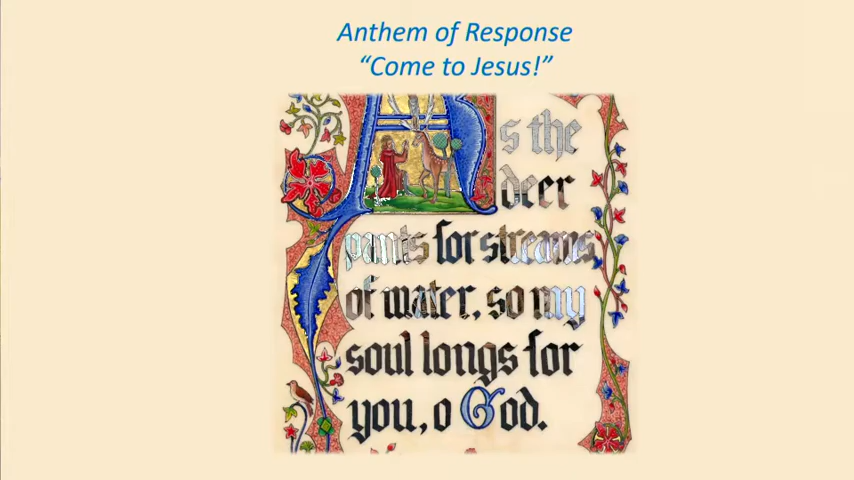 Anthem of Response
“Come to Jesus!”
As the
deer
pants for streams
of water, so my
soul longs for
you, o God.